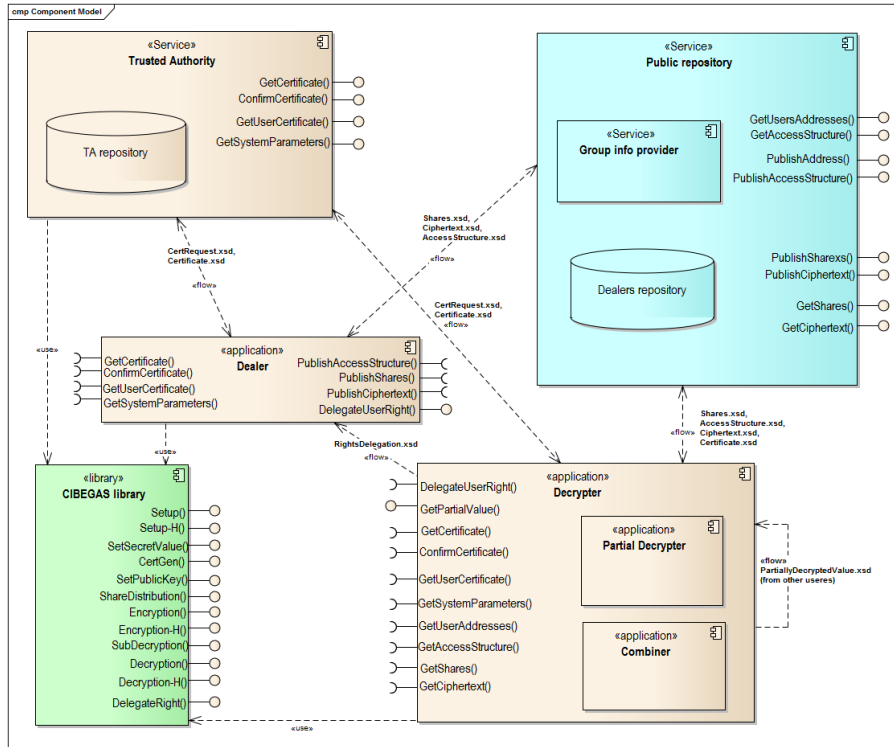 cmp Component Model
«Service»
Trusted Authority
GetCertificate()
ConfirmCertificate()
GetUserCertificate()
GetSystemParameters()
TA repository
«Service»
Public repository
GetUsersAddresses()
GetAccessStructure()
PublishAddress()
PublishAccessStructure()
«Service»
Group info provider
Dealers repository
PublishSharexs()
PublishCiphertext()
GetShares()
GetCiphertext()
Shares.xsd,
Ciphertext.xsd,
AccessStructure.xsd
«flow»
CertRequest.xsd,
Certificate.xsd
«flow»
CertRequest.xsd,
Certificate.xsd
«flow»
«use»
«application»
Dealer
GetCertificate()
ConfirmCertificate()
GetUserCertificate()
GetSystemParameters()
PublishAccessStructure()
PublishShares()
PublishCiphertext()
DelegateUserRight()
Shares.xsd,
AccessStructure.xsd,
«flow»
Ciphertext.xsd,
Certificate.xsd
«use»
RightsDelegation.xsd
«flow»
«library»
CIBEGAS library
Setup()
Setup-H()
SetSecretValue()
CertGen()
SetPublicKey()
ShareDistribution()
Encryption()
Encryption-H()
SubDecryption()
Decryption()
Decryption-H()
DelegateRight()
«application»
Decrypter
DelegateUserRight()
GetPartialValue()
GetCertificate()
ConfirmCertificate()
GetUserCertificate()
GetSystemParameters()
GetUserAddresses()
GetAccessStructure()
GetShares()
GetCiphertext()
«application»
Partial Decrypter
«application»
Combiner
«flow»
PartiallyDecryptedValue.xsd
(from other useres)
«use»